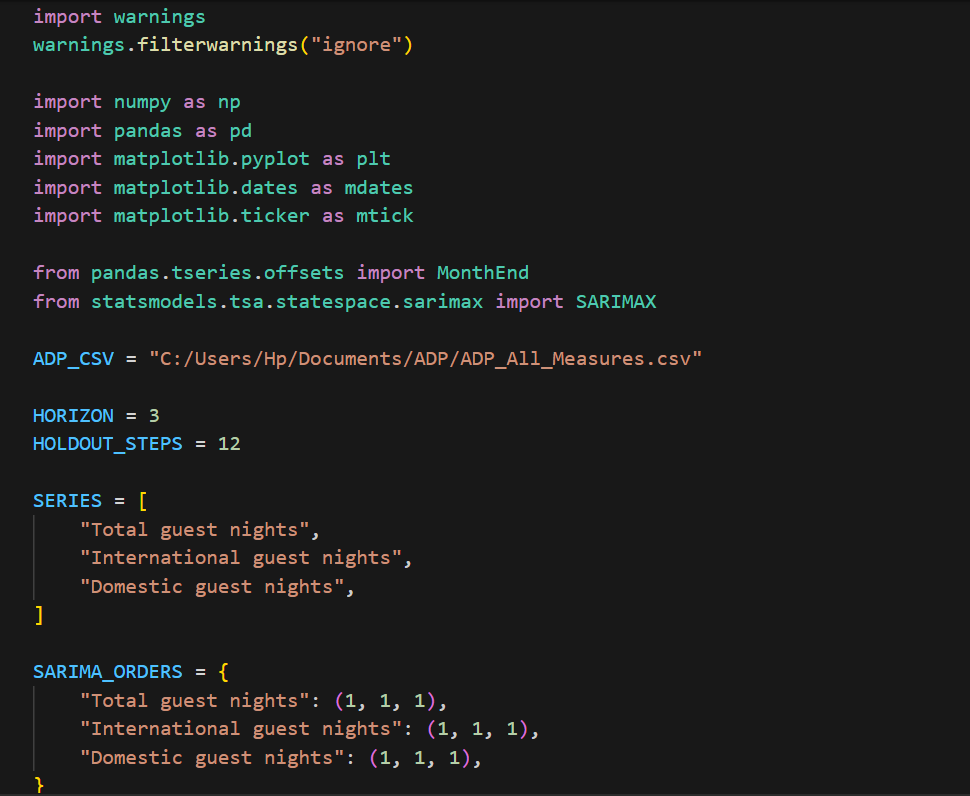 import warnings
warnings.filterwarnings("ignore")
import numpy as np
import pandas as pd
import matplotlib.pyplot as plt
import matplotlib.dates as mdates
import matplotlib.ticker as mtick
from pandas.tseries.offsets import MonthEnd
from statsmodels.tsa.statespace.sarimax import SARIMAX
ADP_CSV = "C:/Users/Hp/Documents/ADP/ADP_All_Measures.csv"
HORIZON = 3
HOLDOUT_STEPS = 12
SERIES = [
    "Total guest nights",
    "International guest nights",
    "Domestic guest nights",
]
SARIMA_ORDERS = {
    "Total guest nights": (1, 1, 1),
    "International guest nights": (1, 1, 1),
    "Domestic guest nights": (1, 1, 1),
}